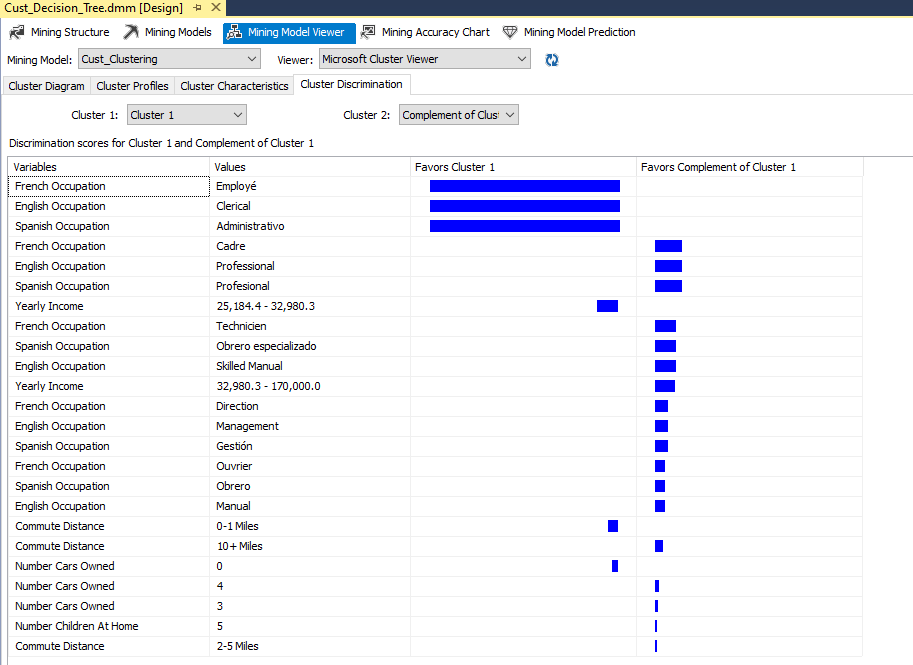 Cust_Decision_Tree.dmm [Design]
Mining Structure Mining Models Mining Model Viewer Mining Accuracy Chart Mining Model Prediction
Mining Model: Cust_Clustering Viewer: Microsoft Cluster Viewer
Cluster Diagram Cluster Profiles Cluster Characteristics Cluster Discrimination
Cluster 1: Cluster 1 Cluster 2: Complement of Clust
Discrimination scores for Cluster 1 and Complement of Cluster 1
Variables Values Favors Cluster 1 Favors Complement of Cluster 1
French Occupation Employé
English Occupation Clerical
Spanish Occupation Administrativo
French Occupation Cadre
English Occupation Professional
Spanish Occupation Profesional
Yearly Income 25,184.4 - 32,980.3
French Occupation Technicien
Spanish Occupation Obrero especializado
English Occupation Skilled Manual
Yearly Income 32,980.3 - 170,000.0
French Occupation Direction
English Occupation Management
Spanish Occupation Gestión
French Occupation Ouvrier
Spanish Occupation Obrero
English Occupation Manual
Commute Distance 0-1 Miles
Commute Distance 10+ Miles
Number Cars Owned 0
Number Cars Owned 4
Number Cars Owned 3
Number Children At Home 5
Commute Distance 2-5 Miles